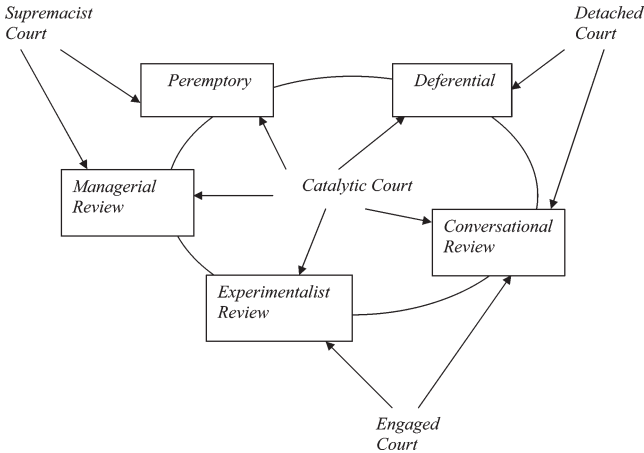 Supremacist
Court
Detached
Court
Peremptory
Deferential
Managerial
Review
Catalytic Court
Conversational
Review
Experimentalist
Review
Engaged
Court